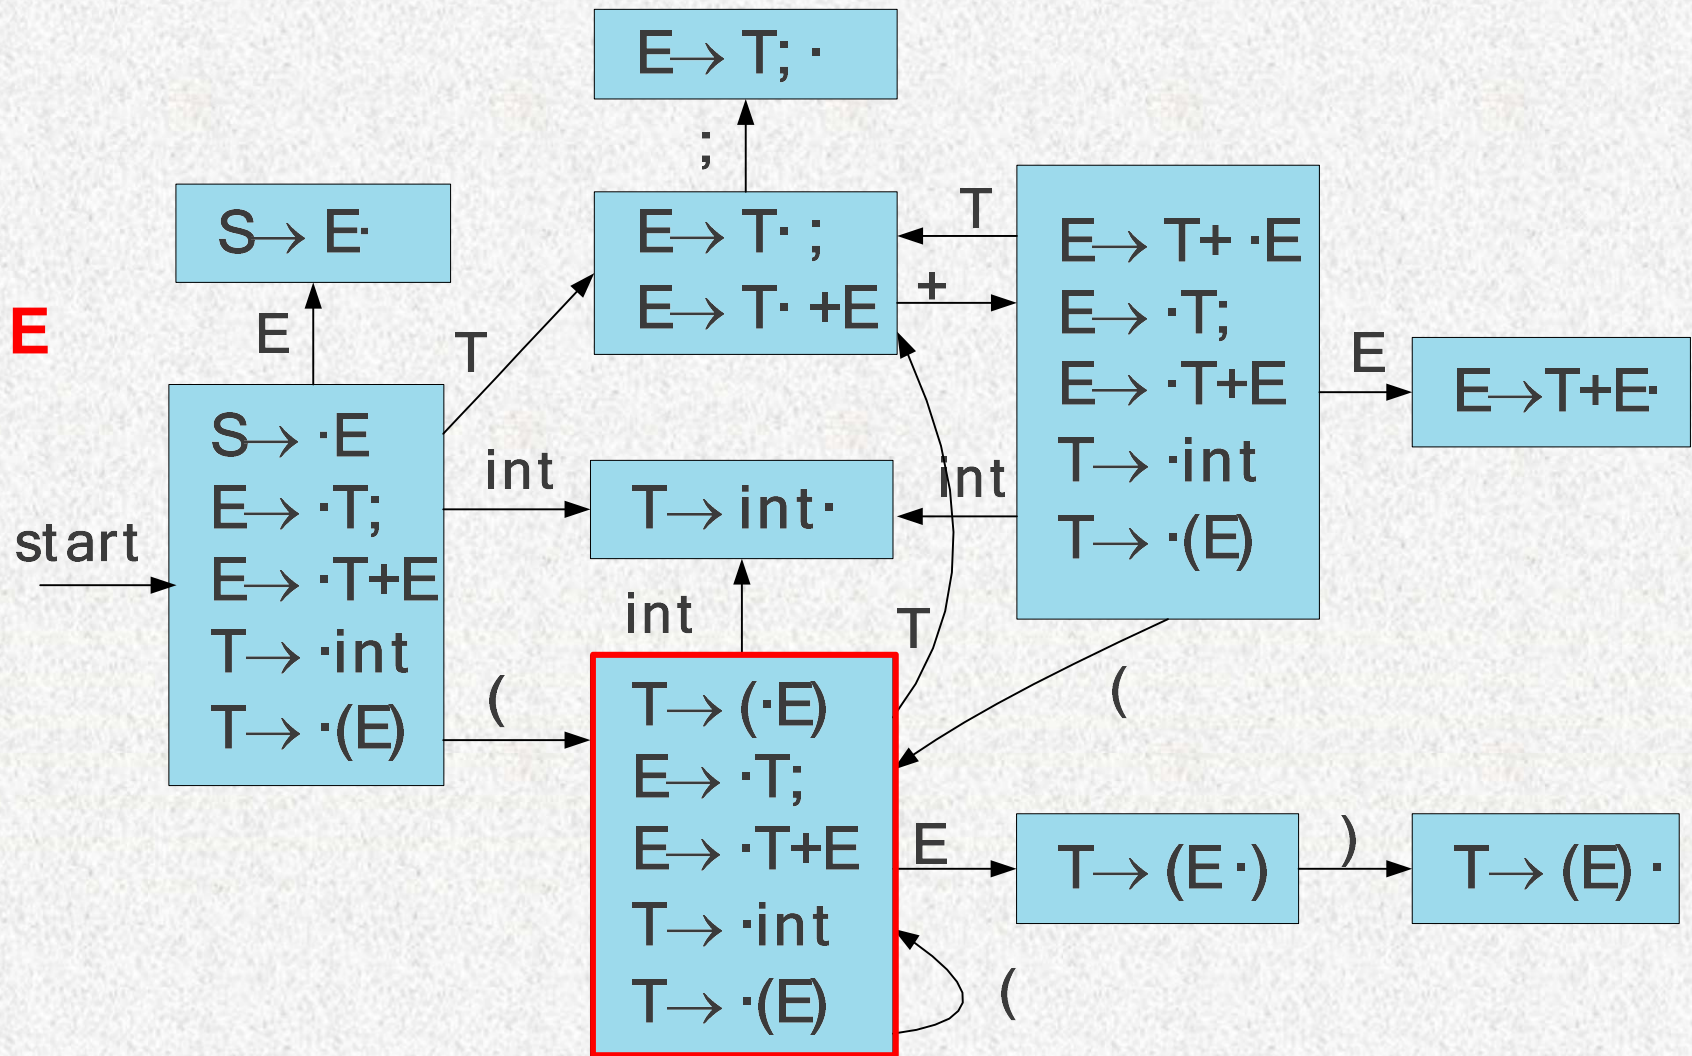 E→ T; ·
;
S→ E·
E→ T· ;
E→ T· +E
T
+
E→ T+ ·E
E→ ·T;
E→ ·T+E
T→ ·int
T→ ·(E)
E
E
T
E
E→T+E·
S→ ·E
E→ ·T;
E→ ·T+E
T→ ·int
T→ ·(E)
start
int
T→ int·
int
int
T
(
(
T→ (·E)
E→ ·T;
E→ ·T+E
T→ ·int
T→ ·(E)
E
T→ (E ·)
)
T→ (E) ·
(